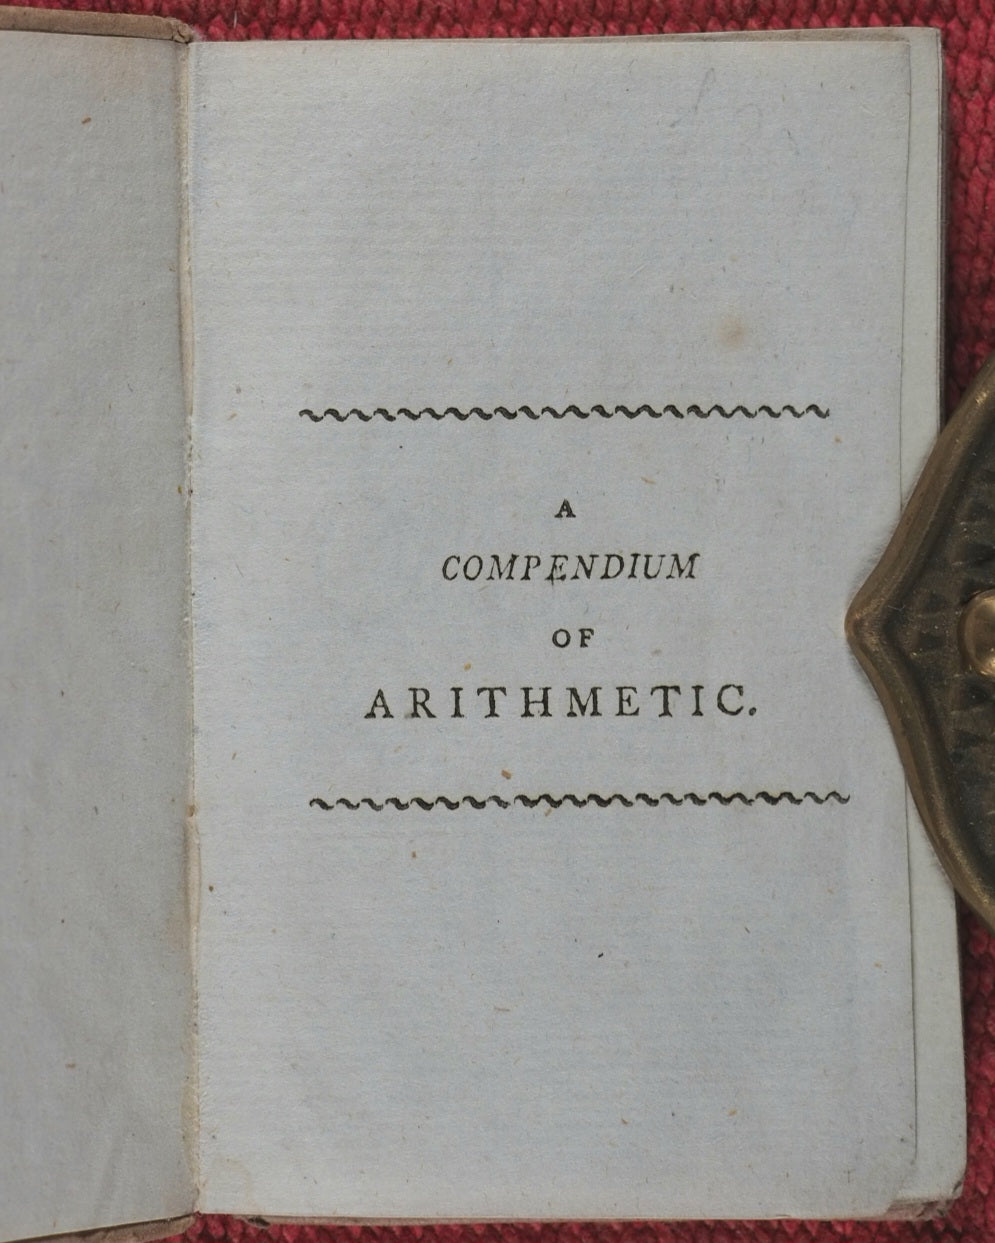 A
COMPENDIUM
OF
ARITHMETIC.